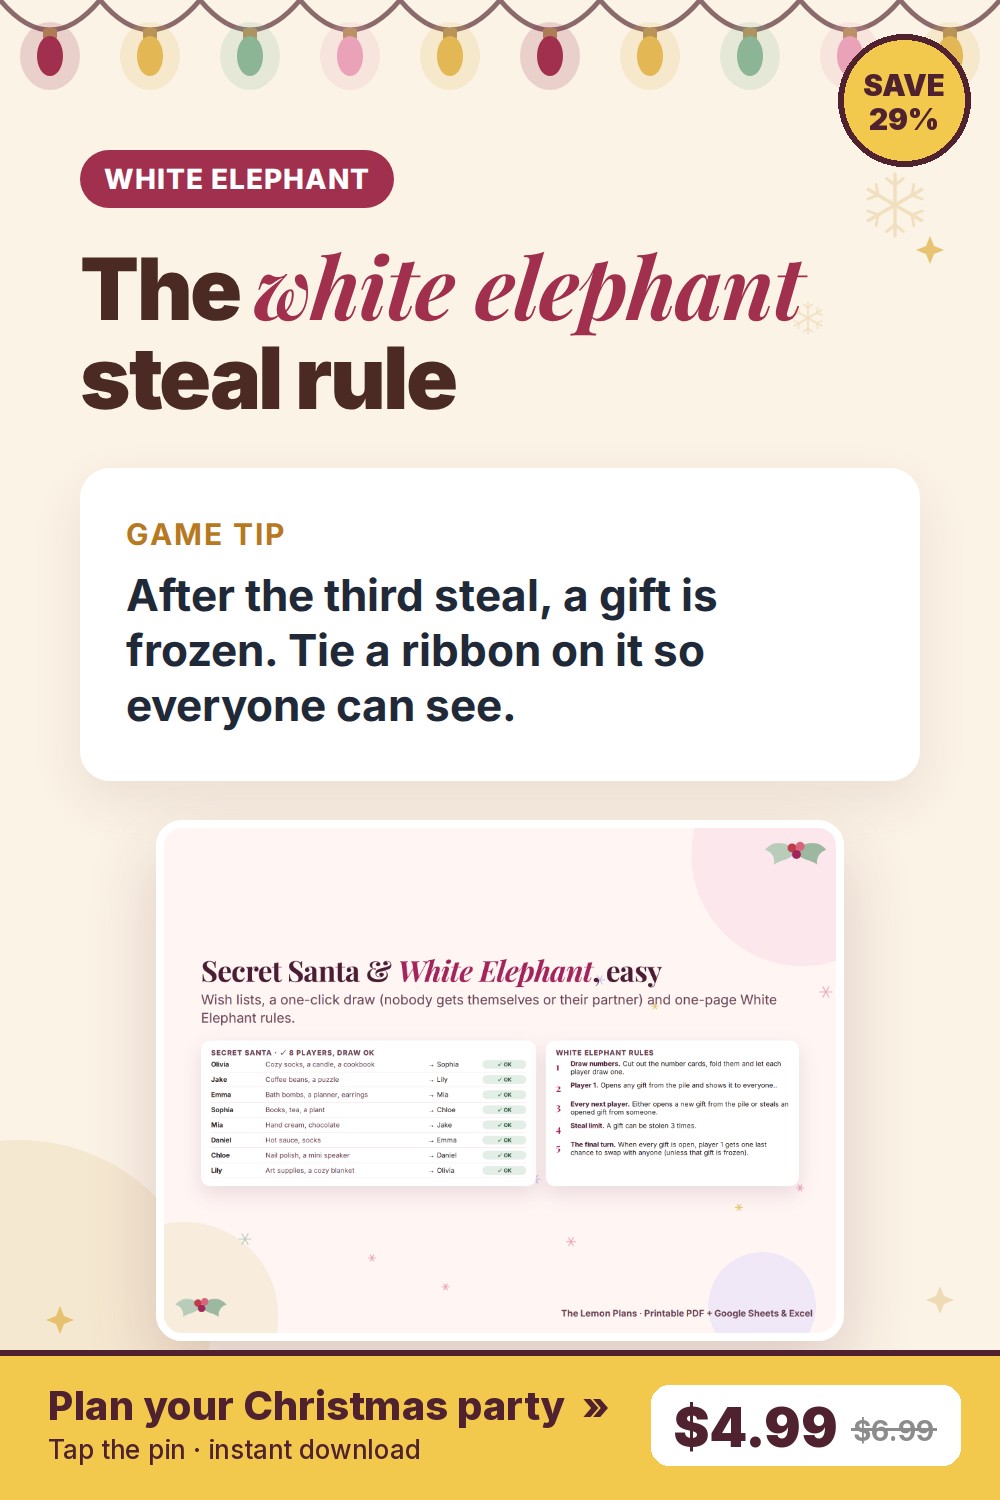 SAVE
29%
WHITE ELEPHANT
The white elephant
steal rule
GAME TIP
After the third steal, a gift is
frozen. Tie a ribbon on it so
everyone can see.
Secret Santa & White Elephant, easy
Wish lists, a one-click draw (nobody gets themselves or their partner) and one-page White
Elephant rules.
SECRET SANTA · ✓ 8 PLAYERS, DRAW OK
Olivia Cozy socks, a candle, a cookbook → Sophia ✓ OK
Jake Coffee beans, a puzzle → Lily ✓ OK
Emma Bath bombs, a planner, earrings → Mia ✓ OK
Sophia Books, tea, a plant → Chloe ✓ OK
Mia Hand cream, chocolate → Jake ✓ OK
Daniel Hot sauce, socks → Emma ✓ OK
Chloe Nail polish, a mini speaker → Daniel ✓ OK
Lily Art supplies, a cozy blanket → Olivia ✓ OK
WHITE ELEPHANT RULES
1 Draw numbers. Cut out the number cards, fold them and let each
player draw one.
2 Player 1. Opens any gift from the pile and shows it to everyone..
3 Every next player. Either opens a new gift from the pile or steals an
opened gift from someone.
4 Steal limit. A gift can be stolen 3 times.
5 The final turn. When every gift is open, player 1 gets one last
chance to swap with anyone (unless that gift is frozen).
The Lemon Plans · Printable PDF + Google Sheets & Excel
Plan your Christmas party »
Tap the pin · instant download
$4.99 $6.99